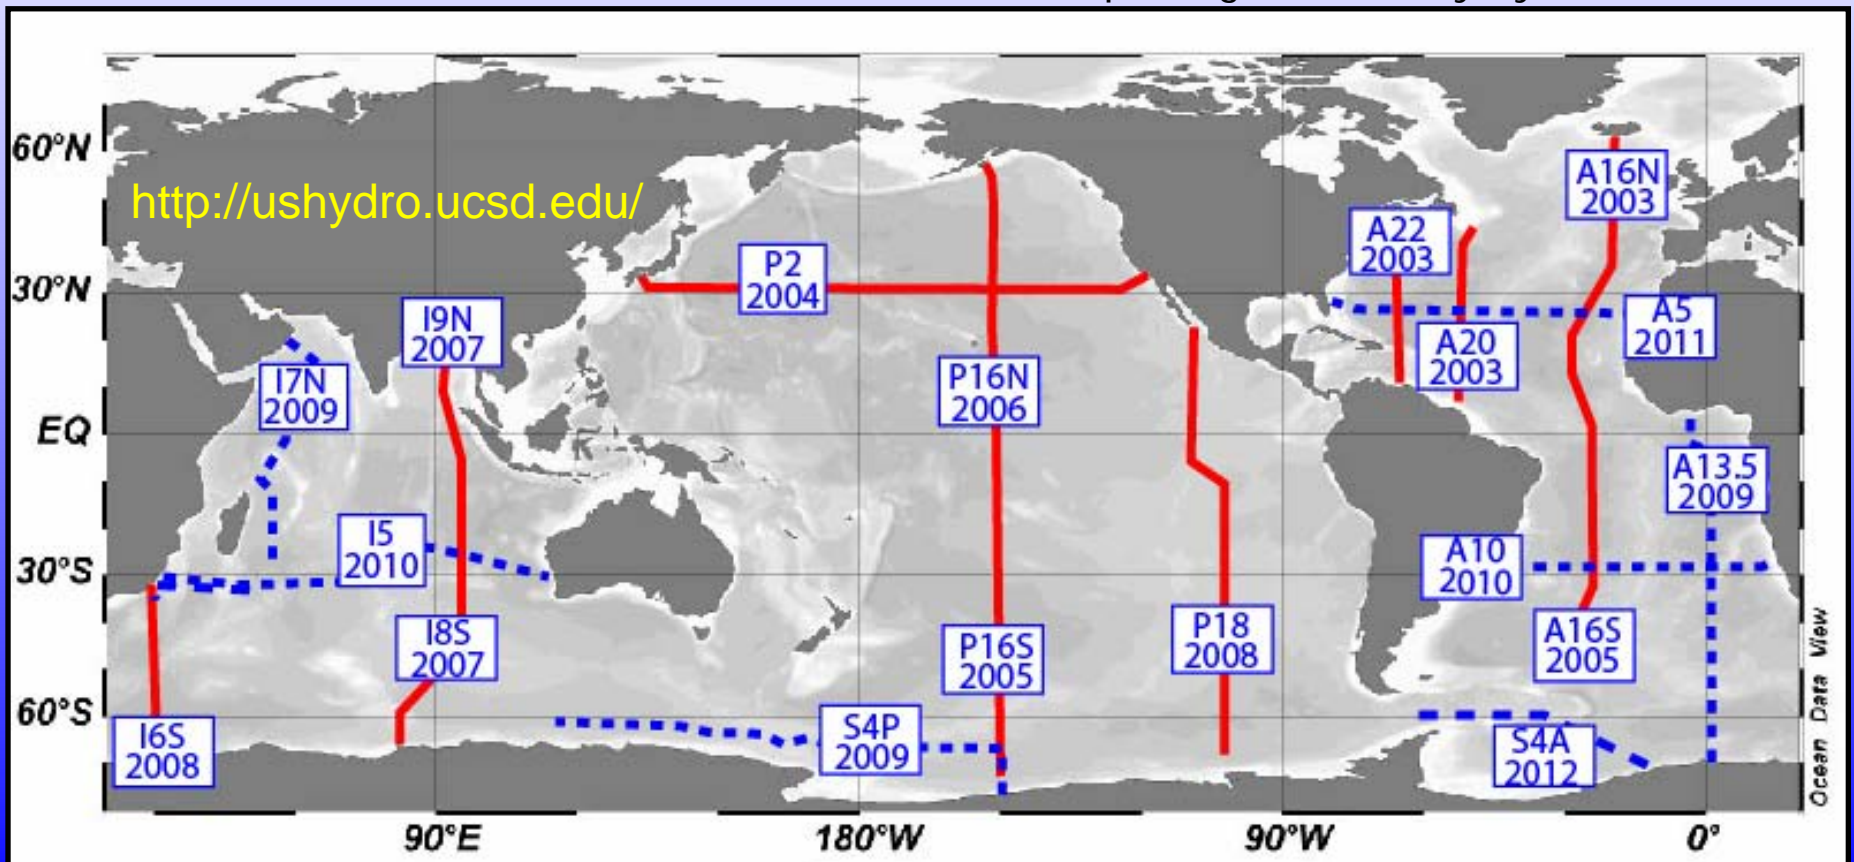 60°N
30°N
EQ
30°S
60°S
http://ushydro.ucsd.edu/
A16N
2003
A22
2003
P2
2004
I9N
2007
A5
2011
A20
2003
I7N
2009
P16N
2006
A13.5
2009
I5
2010
A10
2010
I8S
2007
P16S
2005
P18
2008
A16S
2005
I6S
2008
S4P
2009
S4A
2012
90°E
180°W
90°W
0°
Ocean Data View